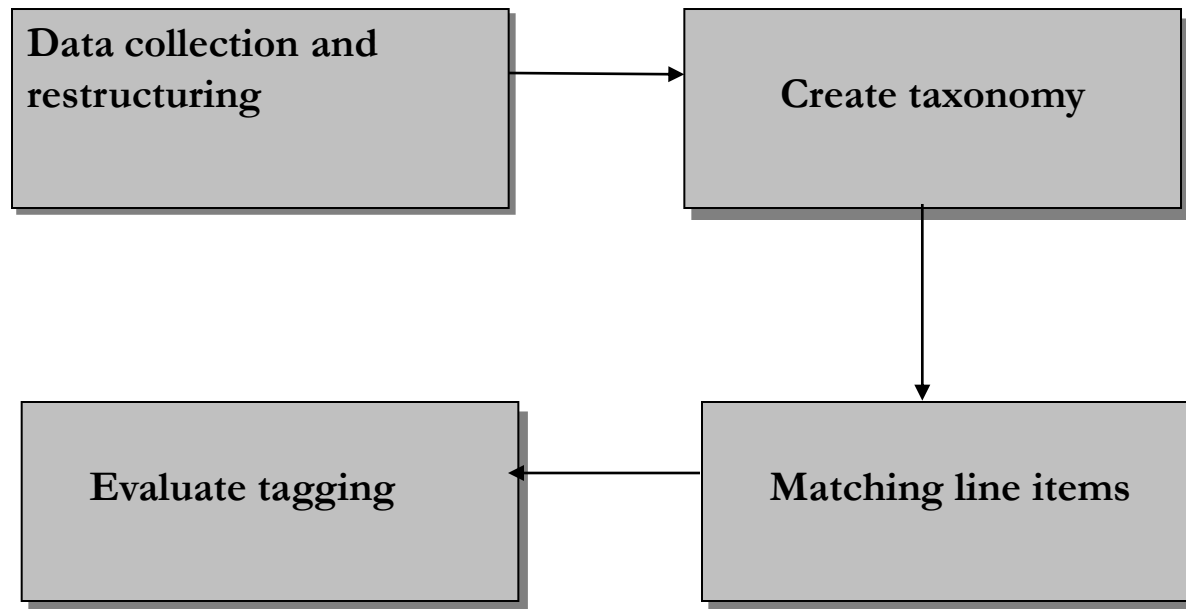 Data collection and
restructuring
Create taxonomy
Matching line items
Evaluate tagging